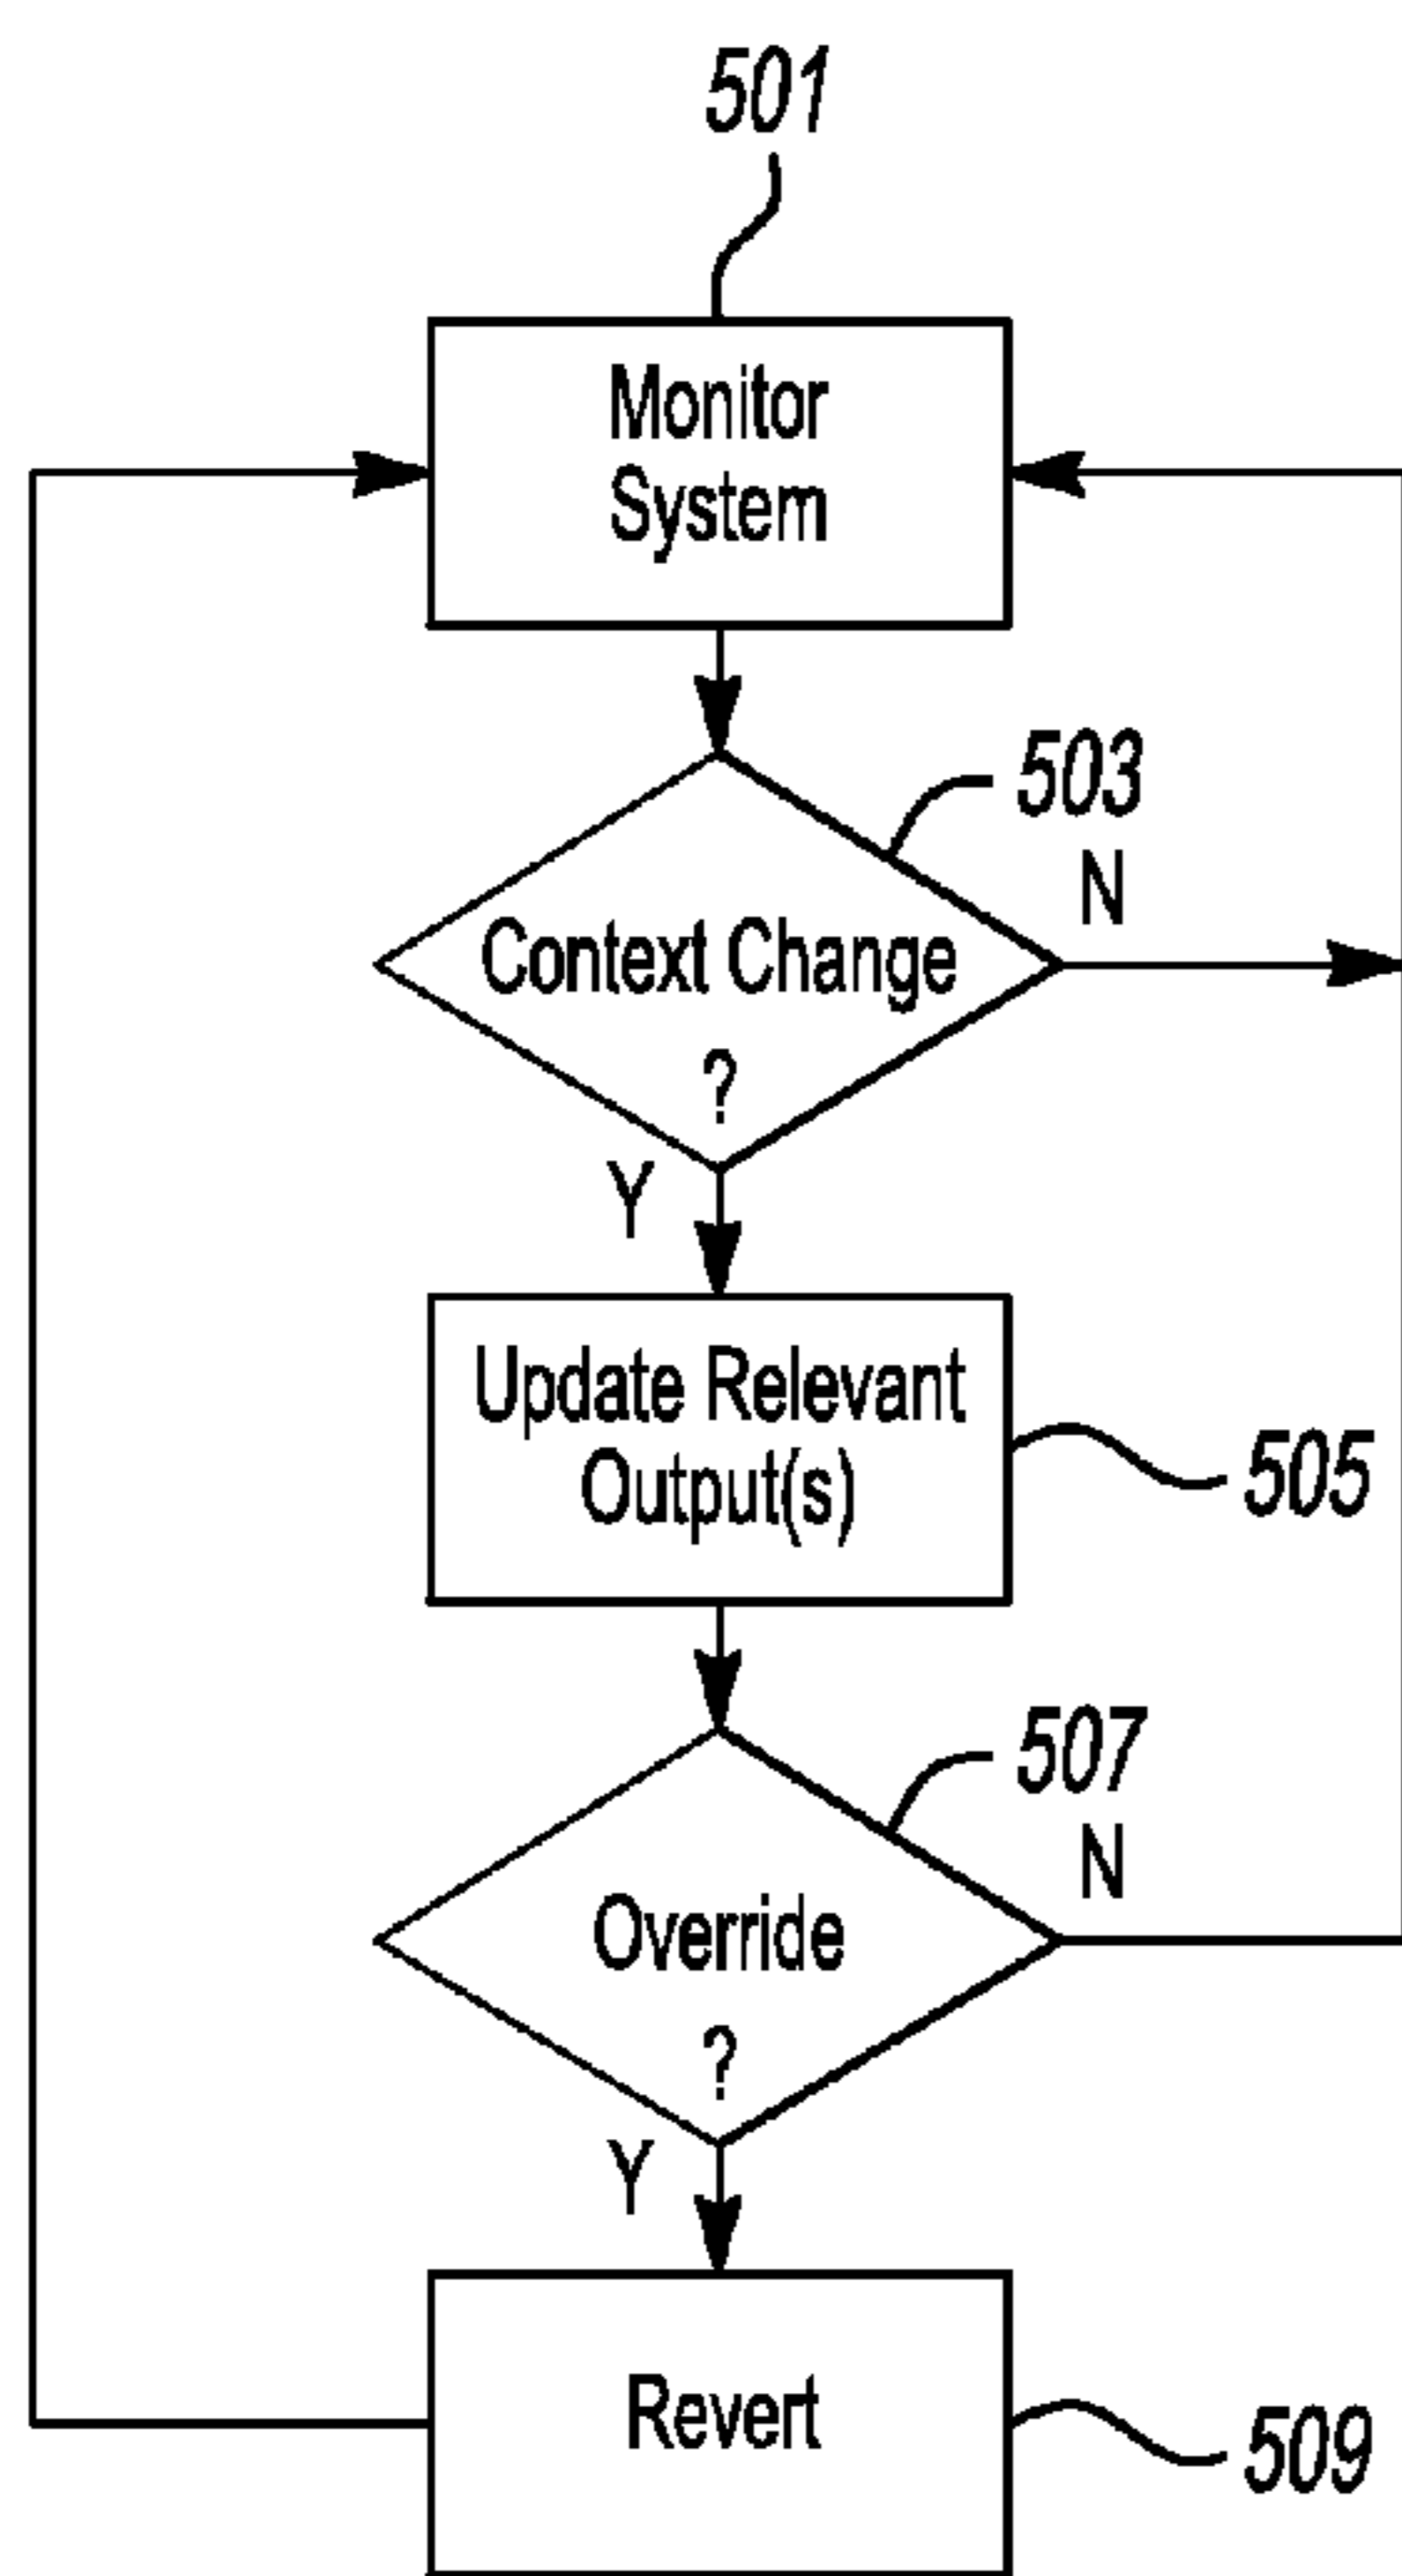 501
Monitor
System
503
N
Context Change
?
Y
Update Relevant
Output(s)
505
507
N
Override
?
Y
Revert
509